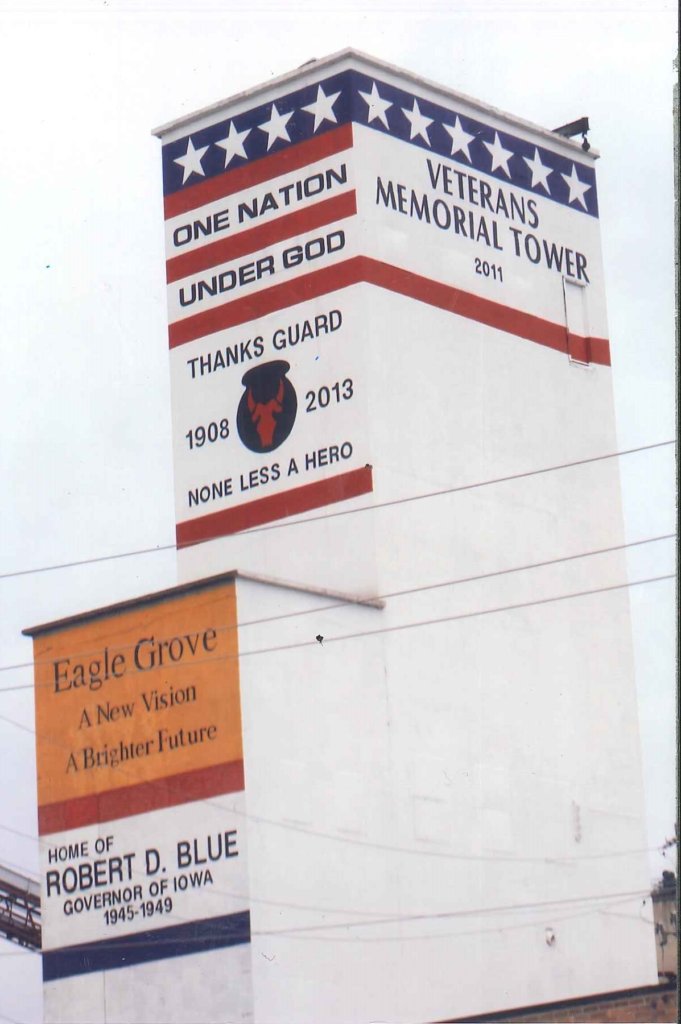 ONE NATION
UNDER GOD
THANKS GUARD
1908 2013
NONE LESS A HERO
VETERANS
MEMORIAL TOWER
2011
Eagle Grove
A New Vision
A Brighter Future
HOME OF
ROBERT D. BLUE
GOVERNOR OF IOWA
1945-1949